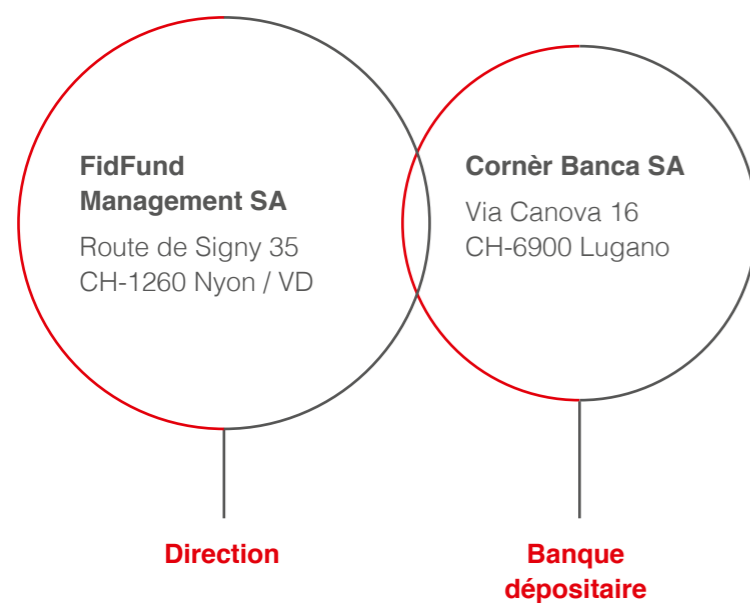 FidFund
Management SA
Route de Signy 35
CH-1260 Nyon / VD
Cornèr Banca SA
Via Canova 16
CH-6900 Lugano
Direction
Banque
dépositaire